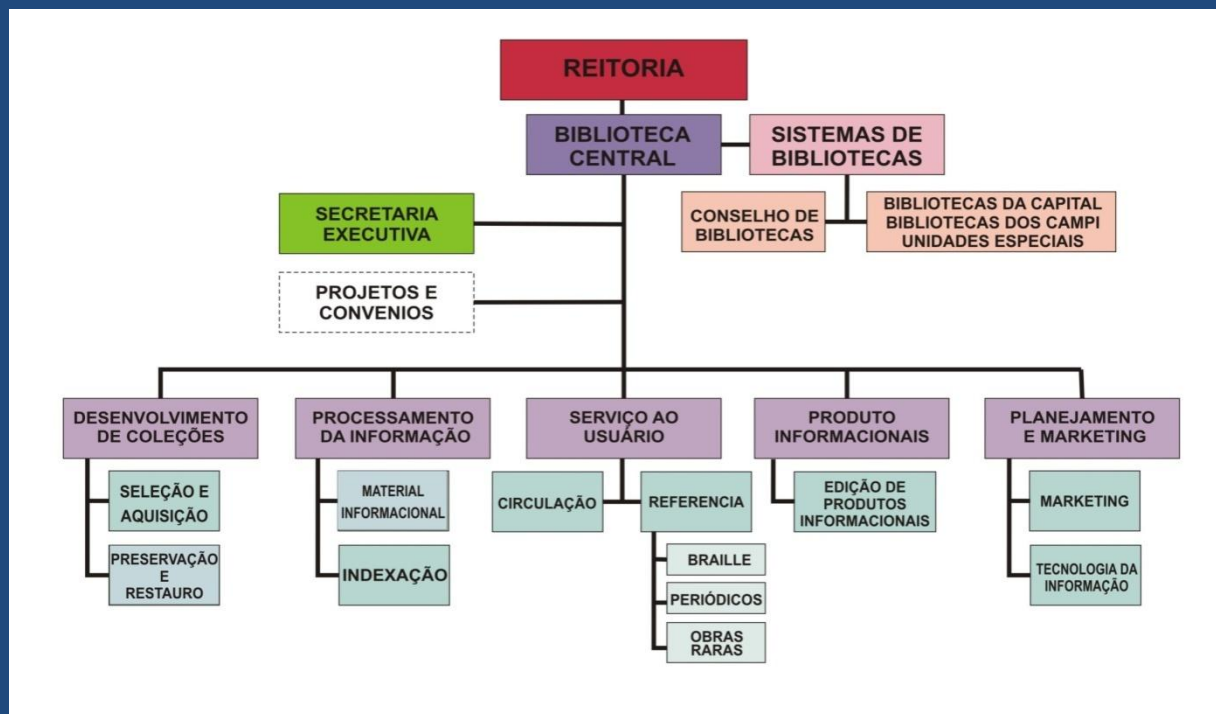 REITORIA
BIBLIOTECA
CENTRAL
SISTEMAS DE
BIBLIOTECAS
SECRETARIA
EXECUTIVA
CONSELHO DE
BIBLIOTECAS
BIBLIOTECAS DA CAPITAL
BIBLIOTECAS DOS CAMPI
UNIDADES ESPECIAIS
PROJETOS E
CONVENIOS
DESENVOLVIMENTO
DE COLEÇÕES
PROCESSAMENTO
DA INFORMAÇÃO
SERVIÇO AO
USUÁRIO
PRODUTO
INFORMACIONAIS
PLANEJAMENTO
E MARKETING
SELEÇÃO E
AQUISIÇÃO
PRESERVAÇÃO
E
RESTAURO
MATERIAL
INFORMACIONAL
INDEXAÇÃO
CIRCULAÇÃO
REFERENCIA
BRAILLE
PERIÓDICOS
OBRAS
RARAS
EDIÇÃO DE
PRODUTOS
INFORMACIONAIS
MARKETING
TECNOLOGIA DA
INFORMAÇÃO